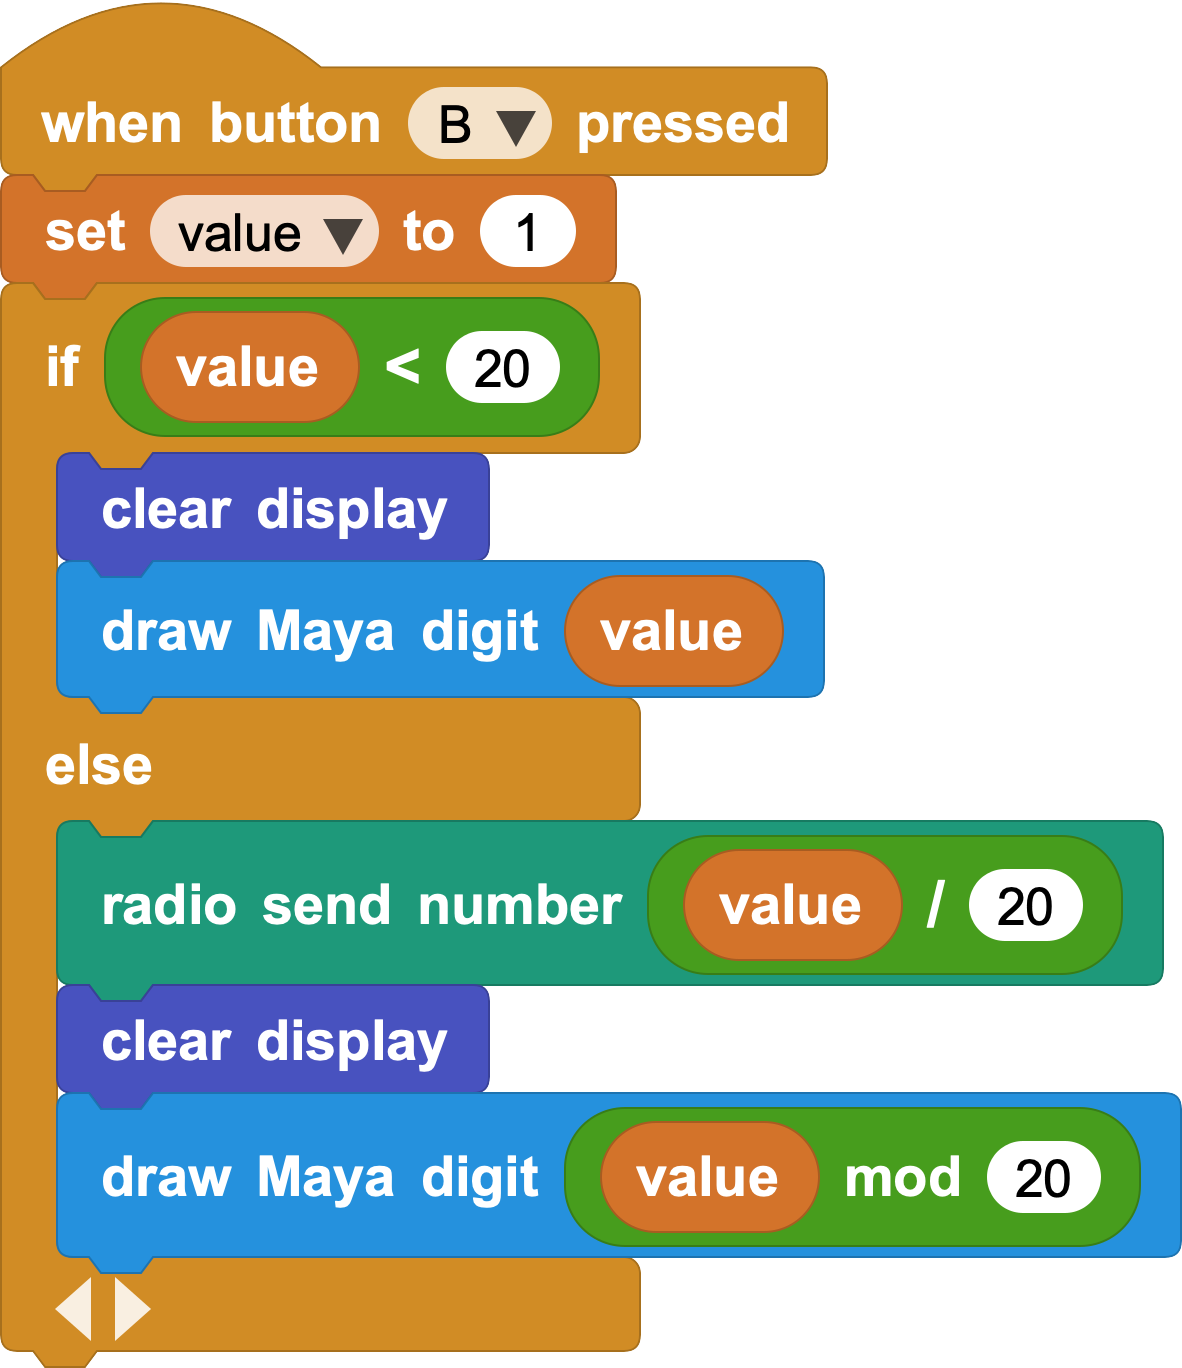 when button B pressed
set value to 1
if value < 20
clear display
draw Maya digit value
else
radio send number value / 20
clear display
draw Maya digit value mod 20